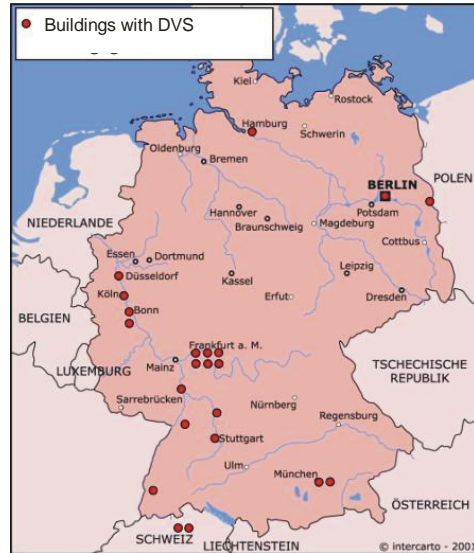 Buildings with DVS
Kiel
Rostock
Hamburg
Schwerin
Oldenburg
Bremen
POLEN
BERLIN
NIEDERLANDE
Hannover
Potsdam
Braunschweig
Magdeburg
Cottbus
Essen
Dortmund
Düsseldorf
Kassel
Leipzig
Köln
Erfut
Dresden
Bonn
BELGIEN
Frankfurt a. M.
TSCHECHISCHE
REPUBLIK
LUXEMBURG
Mainz
Sarrebrücken
Nürnberg
Regensburg
Stuttgart
Ulm
München
ÖSTERREICH
SCHWEIZ
LIECHTENSTEIN
© intercarto - 2001